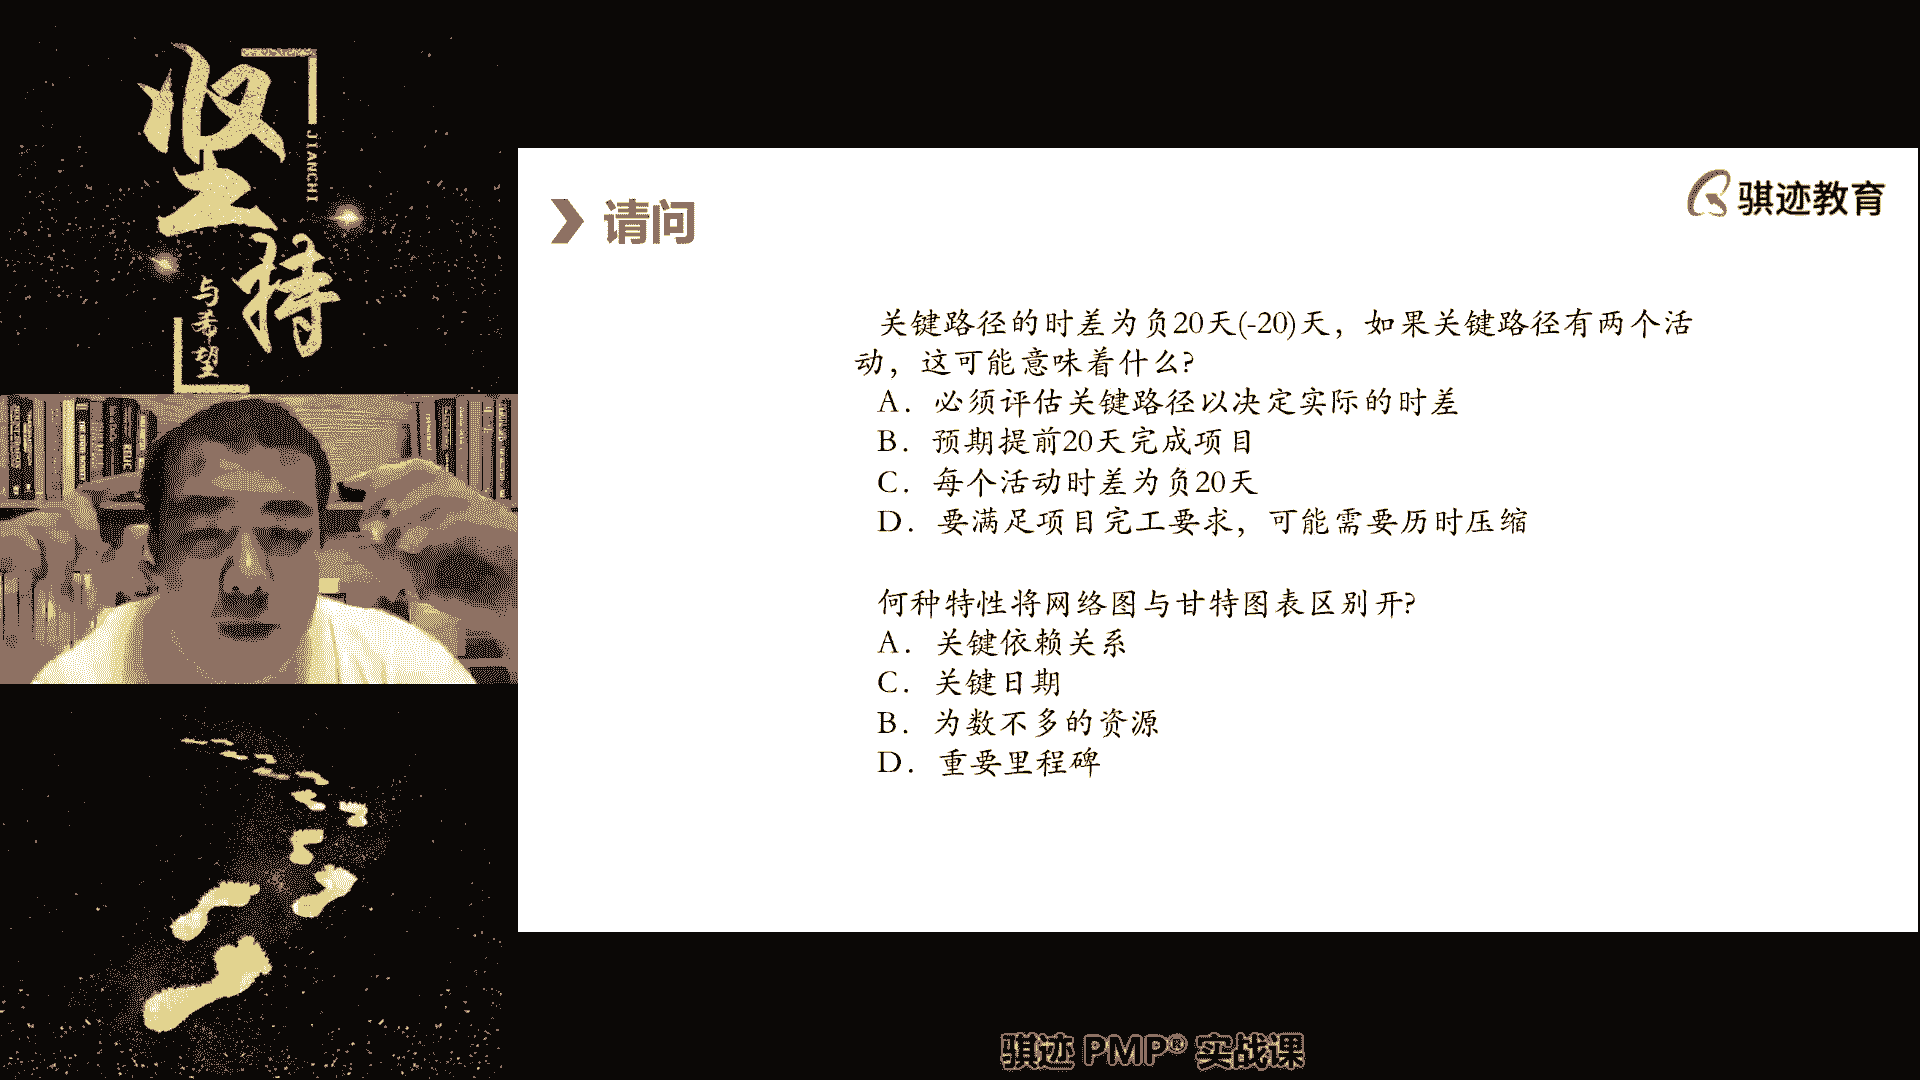 坚持
JIANCHI
与希望
请问
骐迹教育
关键路径的时差为负20天(-20)天，如果关键路径有两个活
动，这可能意味着什么?
A．必须评估关键路径以决定实际的时差
B．预期提前20天完成项目
C．每个活动时差为负20天
D．要满足项目完工要求，可能需要历时压缩
何种特性将网络图与甘特图表区别开?
A．关键依赖关系
C．关键日期
B．为数不多的资源
D．重要里程碑
骐迹 PMP® 实战课